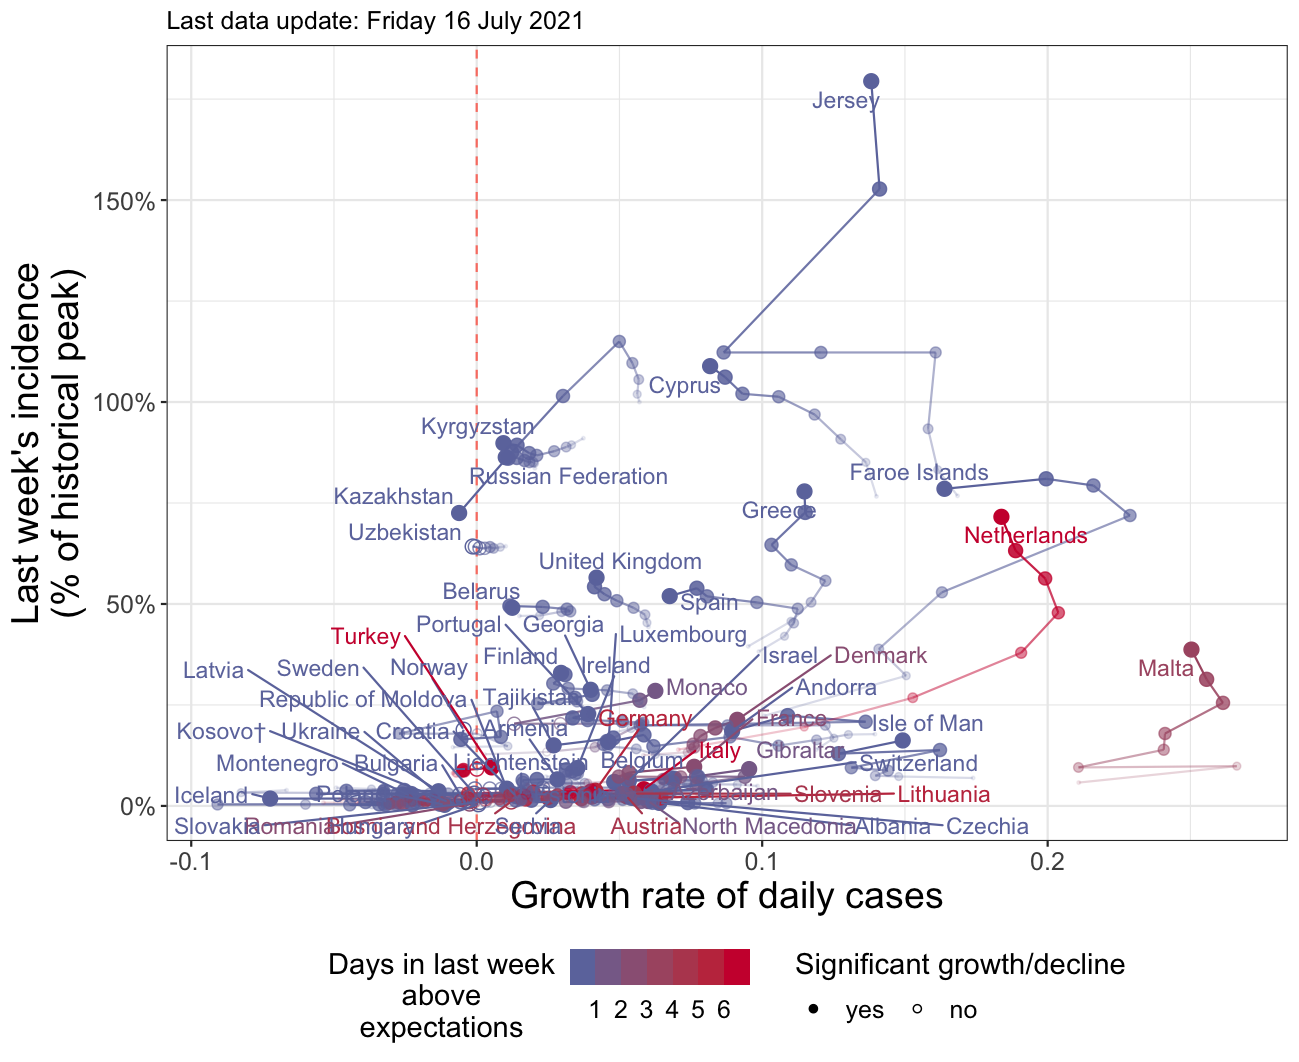 Last data update: Friday 16 July 2021
Last week's incidence
(% of historical peak)
150%
100%
50%
0%
Jersey
Cyprus
Kyrgyzstan
Russian Federation
Faroe Islands
Kazakhstan
Greece
Uzbekistan
Netherlands
United Kingdom
Belarus
Spain
Portugal
Georgia
Turkey
Luxembourg
Latvia
Sweden
Norway
Finland
Ireland
Israel
Denmark
Malta
Republic of Moldova
Tajikistan
Monaco
Andorra
Kosovo†
Ukraine
Croatia
Armenia
Germany
France
Isle of Man
Montenegro
Bulgaria
Belgium
Italy
Gibraltar
Switzerland
Iceland
Slovenia
Lithuania
Slovakia
Romania
Bosnia and Herzegovina
Hungary
Serbia
Austria
North Macedonia
Albania
Czechia
-0.1
0.0
0.1
0.2
Growth rate of daily cases
Days in last week
above
expectations
1 2 3 4 5 6
Significant growth/decline
yes
no